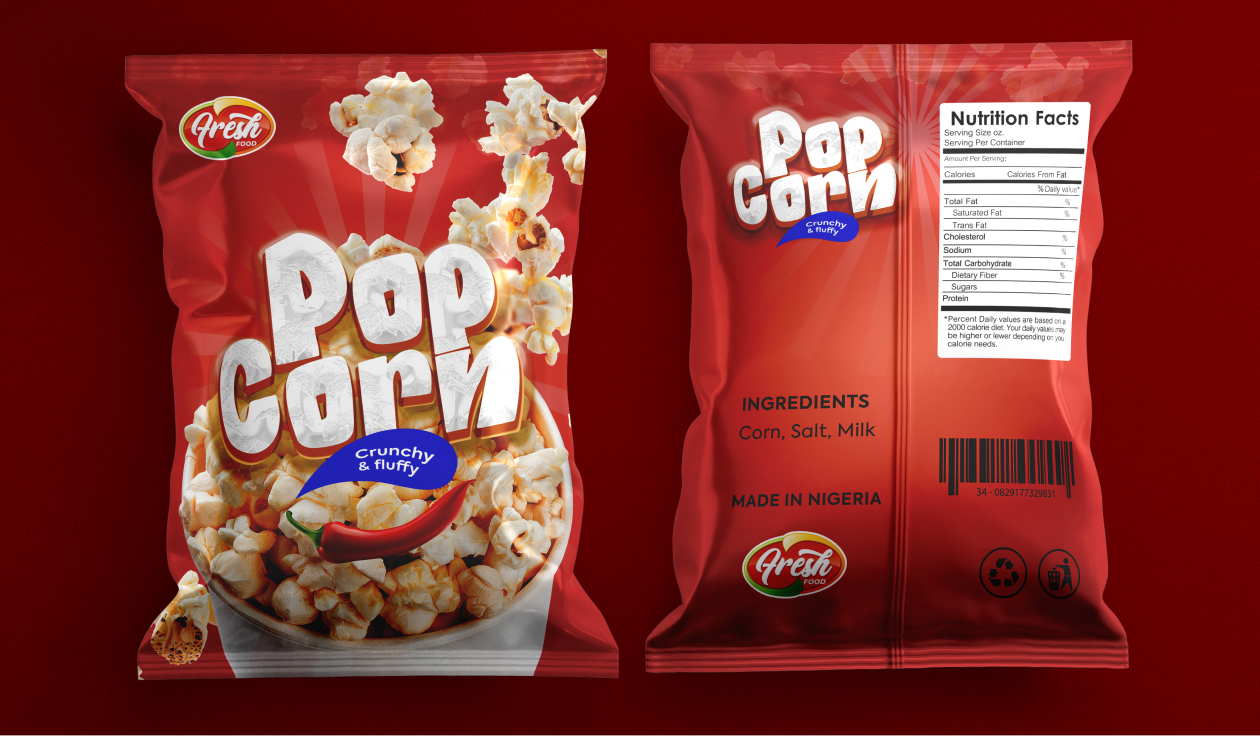 Fresh
FOOD
Pop
Corn
Crunchy
& fluffy
Pop
Corn
Crunchy
& fluffy
Nutrition Facts
Serving Size oz.
Serving Per Container
Amount Per Serving:
Calories Calories From Fat
% Daily value*
Total Fat %
Saturated Fat %
Trans Fat
Cholesterol %
Sodium %
Total Carbohydrate %
Dietary Fiber %
Sugars
Protein
*Percent Daily values are based on a
2000 calorie diet. Your daily values may
be higher or lower depending on you
calorie needs.
INGREDIENTS
Corn, Salt, Milk
MADE IN NIGERIA
34 - 0829177329831
Fresh
FOOD